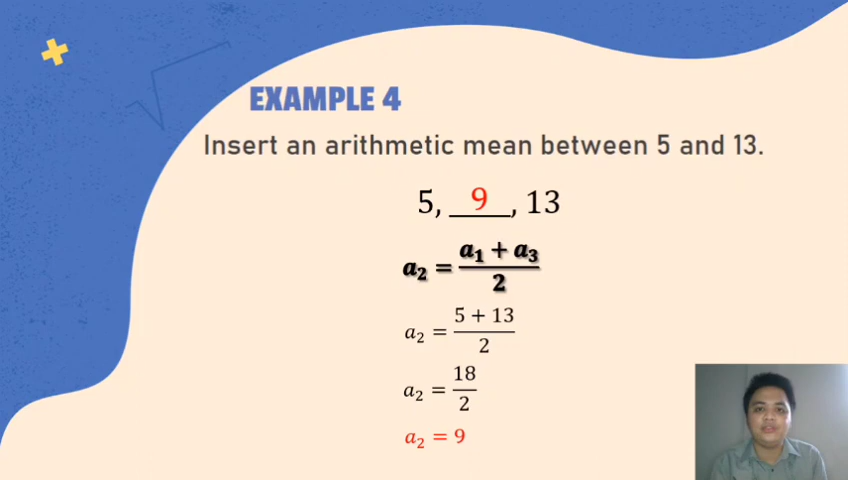 EXAMPLE 4
Insert an arithmetic mean between 5 and 13.
5, 9, 13
a₂ = (a₁ + a₃)/2
a₂ = (5 + 13)/2
a₂ = 18/2
a₂ = 9